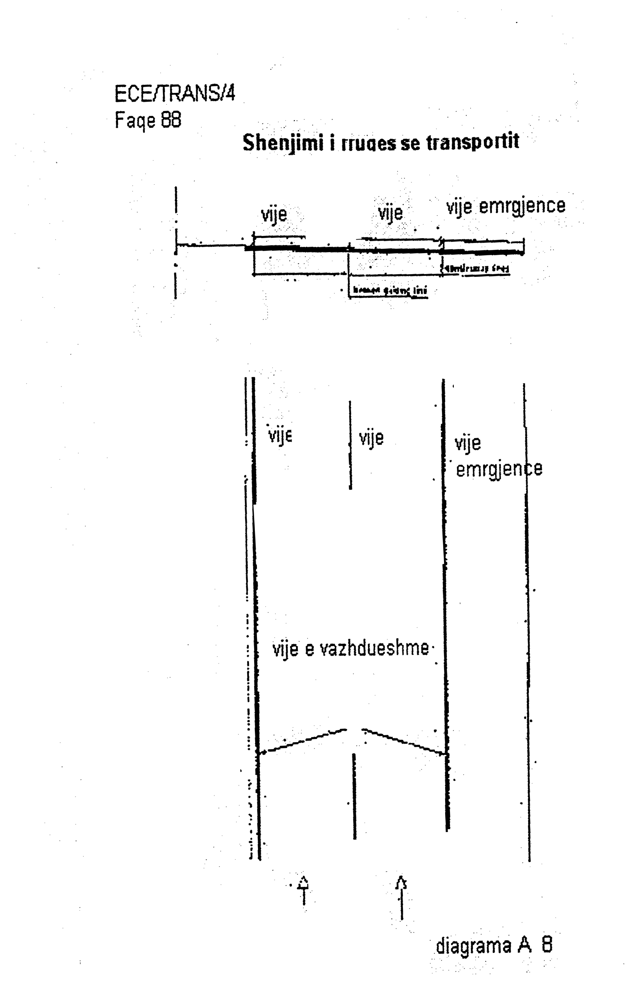 ECE/TRANS/4
Faqe 88
Shenjimi i rruges se transportit
vije
vije
vije emrgjence
vije
vije
vije
emrgjence
vije e vazhdueshme
diagrama A 8